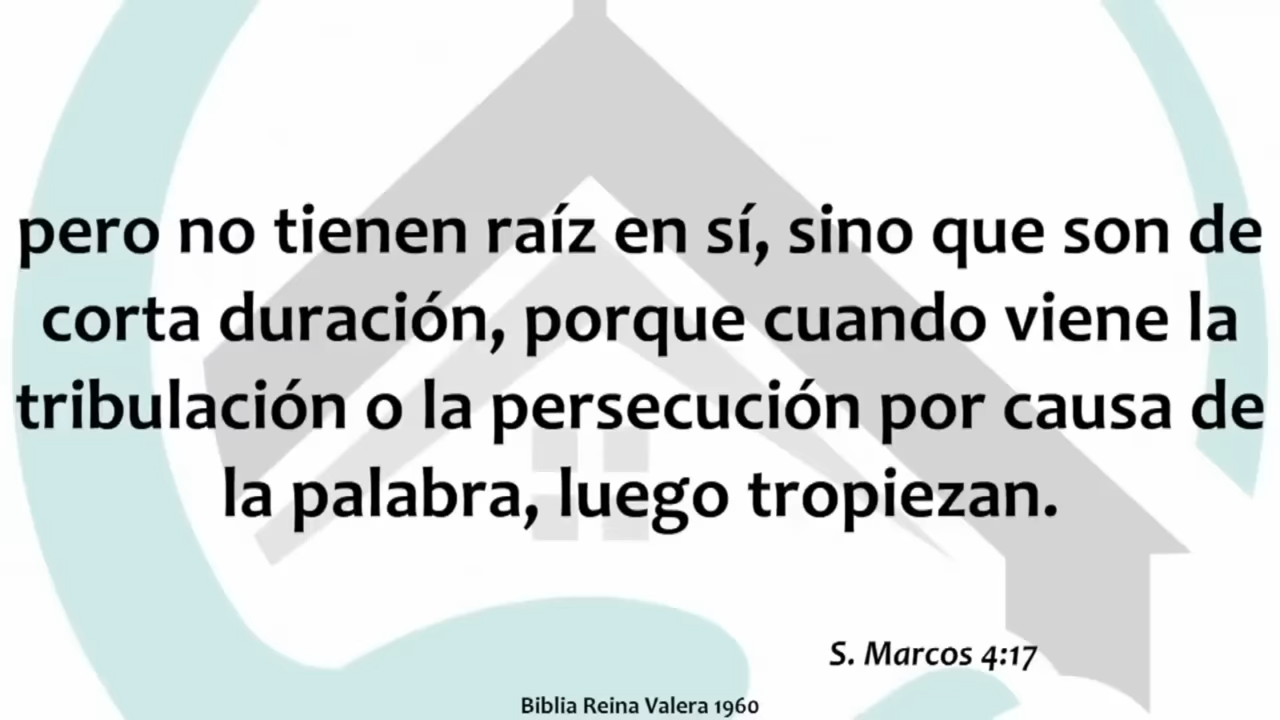 pero no tienen raíz en sí, sino que son de
corta duración, porque cuando viene la
tribulación o la persecución por causa de
la palabra, luego tropiezan.
S. Marcos 4:17
Biblia Reina Valera 1960